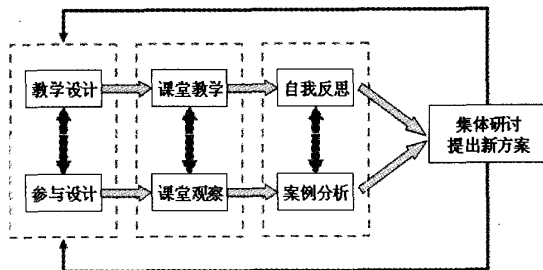 教学设计
课堂教学
自我反思
集体研讨
提出新方案
参与设计
课堂观察
案例分析